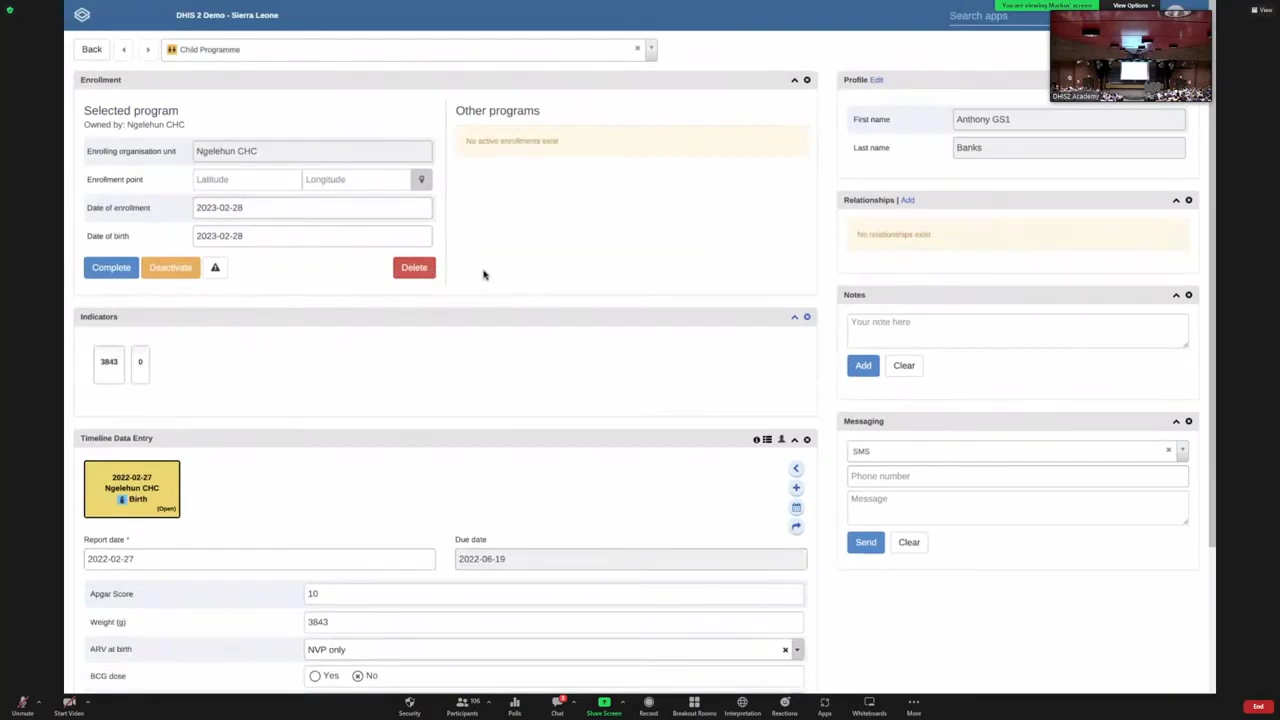 You are viewing Markus' screen
View Options
View
DHIS 2 Demo - Sierra Leone
Search apps
DHIS2 Academy
Back
Child Programme
Enrollment
Selected program
Owned by: Ngelehun CHC
Enrolling organisation unit
Ngelehun CHC
Enrollment point
Latitude
Longitude
Date of enrollment
2023-02-28
Date of birth
2023-02-28
Complete
Deactivate
Delete
Other programs
No active enrollments exist
Indicators
3843
0
Timeline Data Entry
2022-02-27
Ngelehun CHC
Birth
(Open)
Report date *
2022-02-27
Due date
2022-06-19
Apgar Score
10
Weight (g)
3843
ARV at birth
NVP only
BCG dose
Yes
No
Profile Edit
First name
Anthony GS1
Last name
Banks
Relationships | Add
No relationships exist
Notes
Your note here
Add
Clear
Messaging
SMS
Phone number
Message
Send
Clear
Unmute
Start Video
Security
Participants
106
Polls
Chat
Share Screen
Record
Breakout Rooms
Interpretation
Reactions
Apps
Whiteboards
More
End